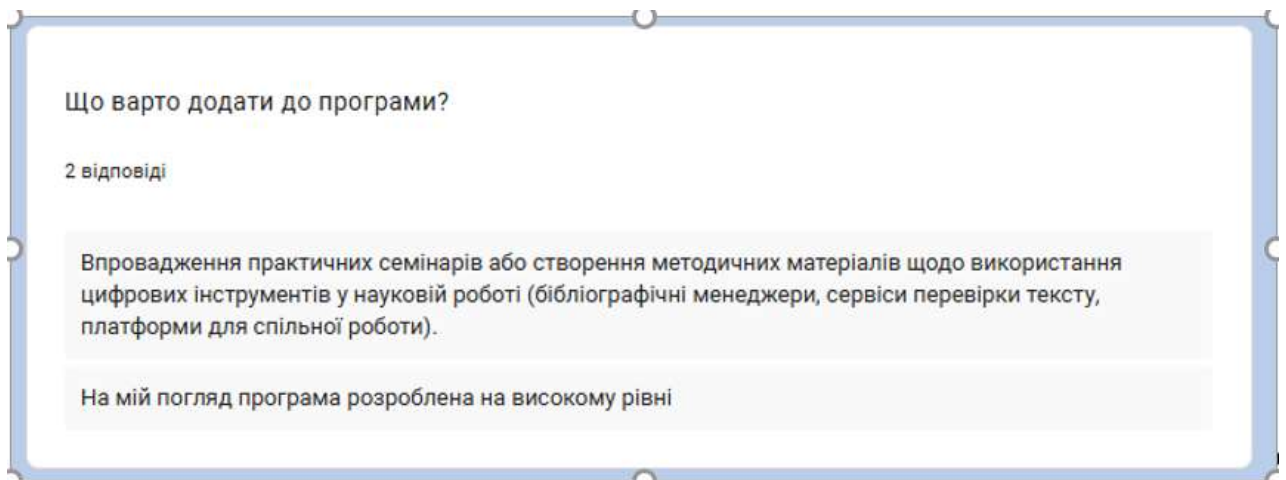 Що варто додати до програми?
2 відповіді
Впровадження практичних семінарів або створення методичних матеріалів щодо використання
цифрових інструментів у науковій роботі (бібліографічні менеджери, сервіси перевірки тексту,
платформи для спільної роботи).
На мій погляд програма розроблена на високому рівні